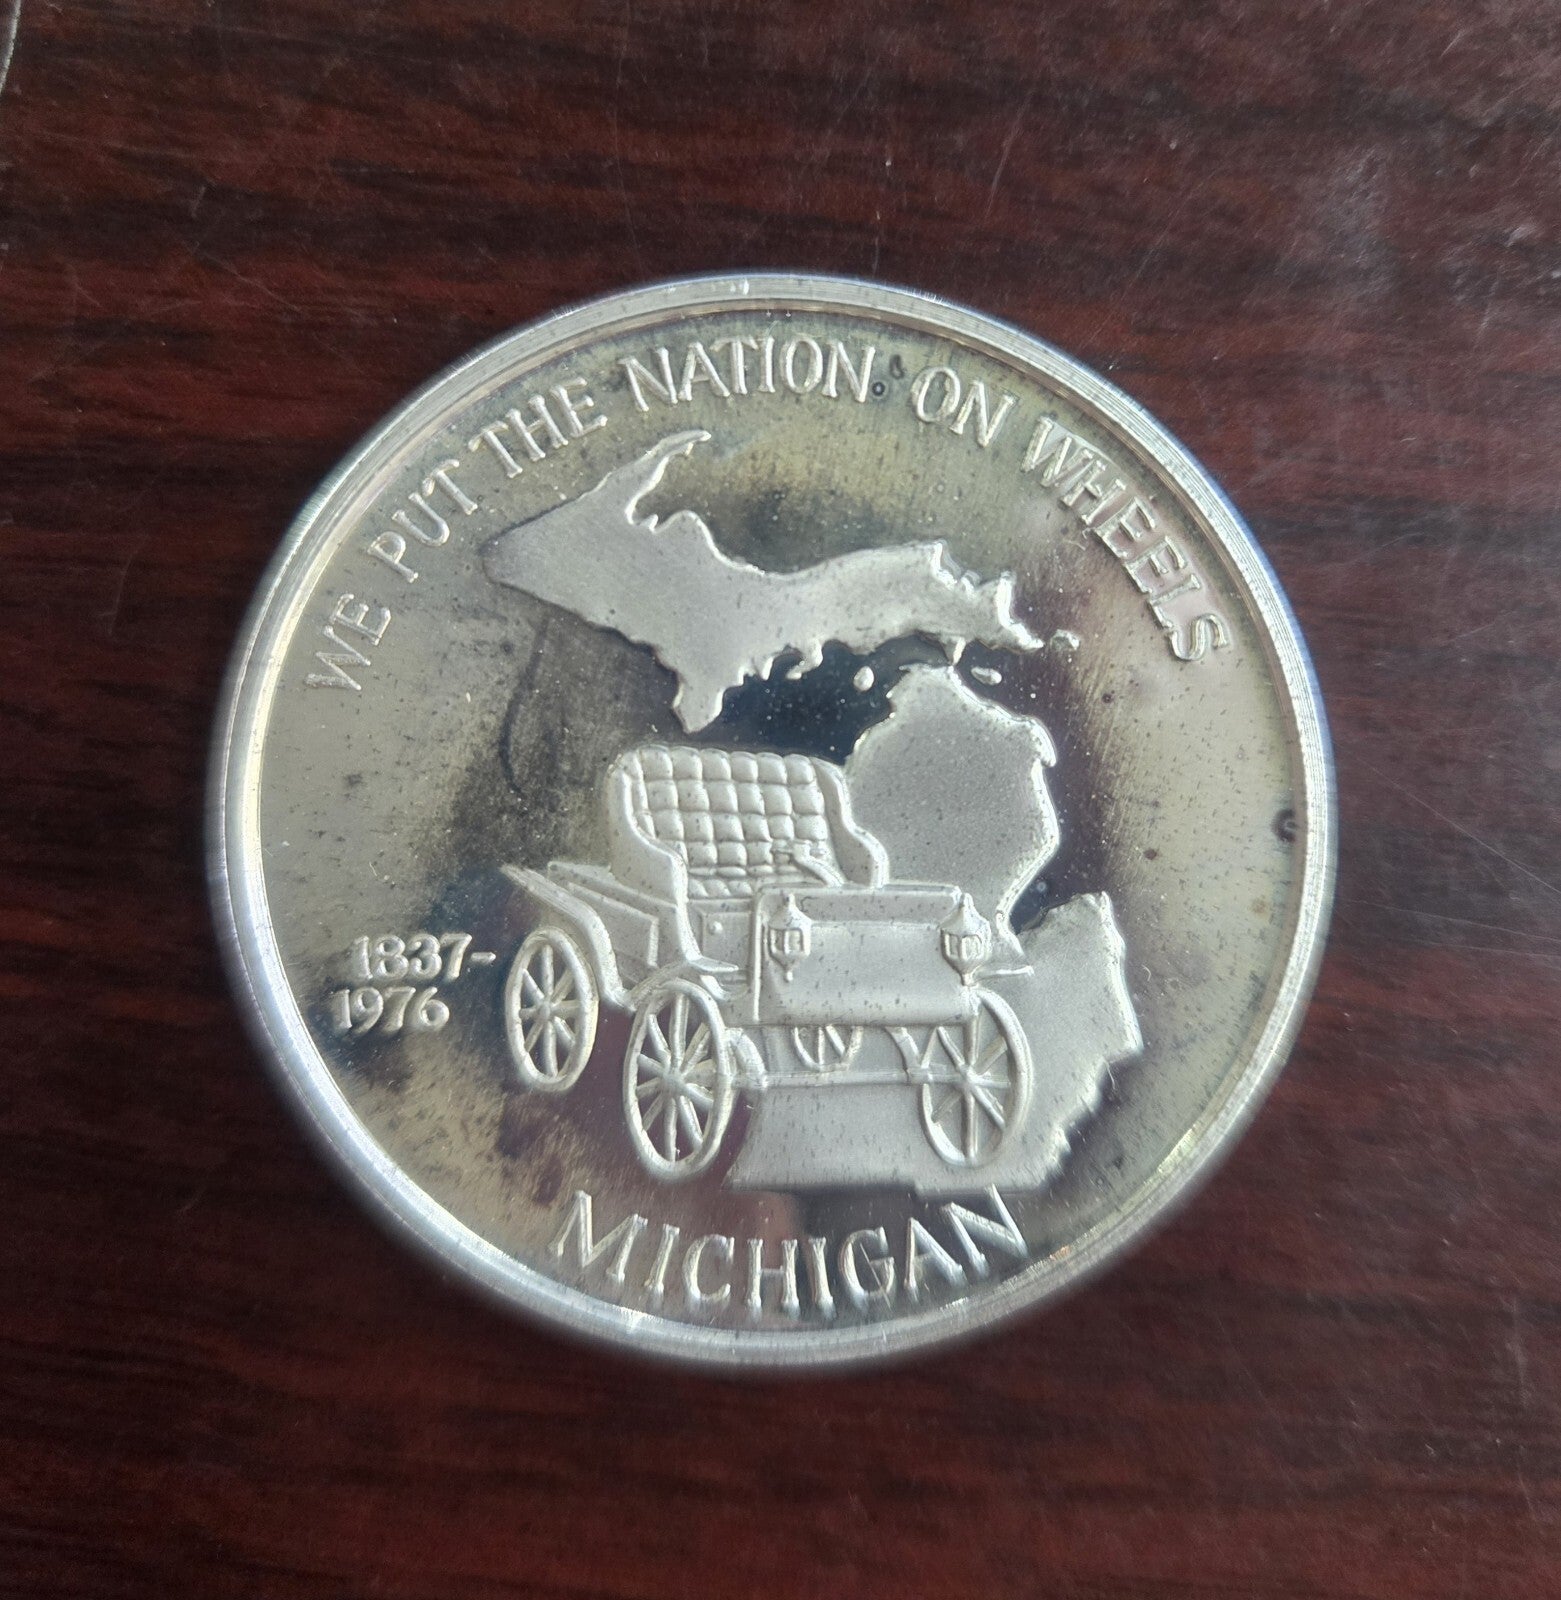 WE PUT THE NATION ON WHEELS
1837-
1976
MICHIGAN